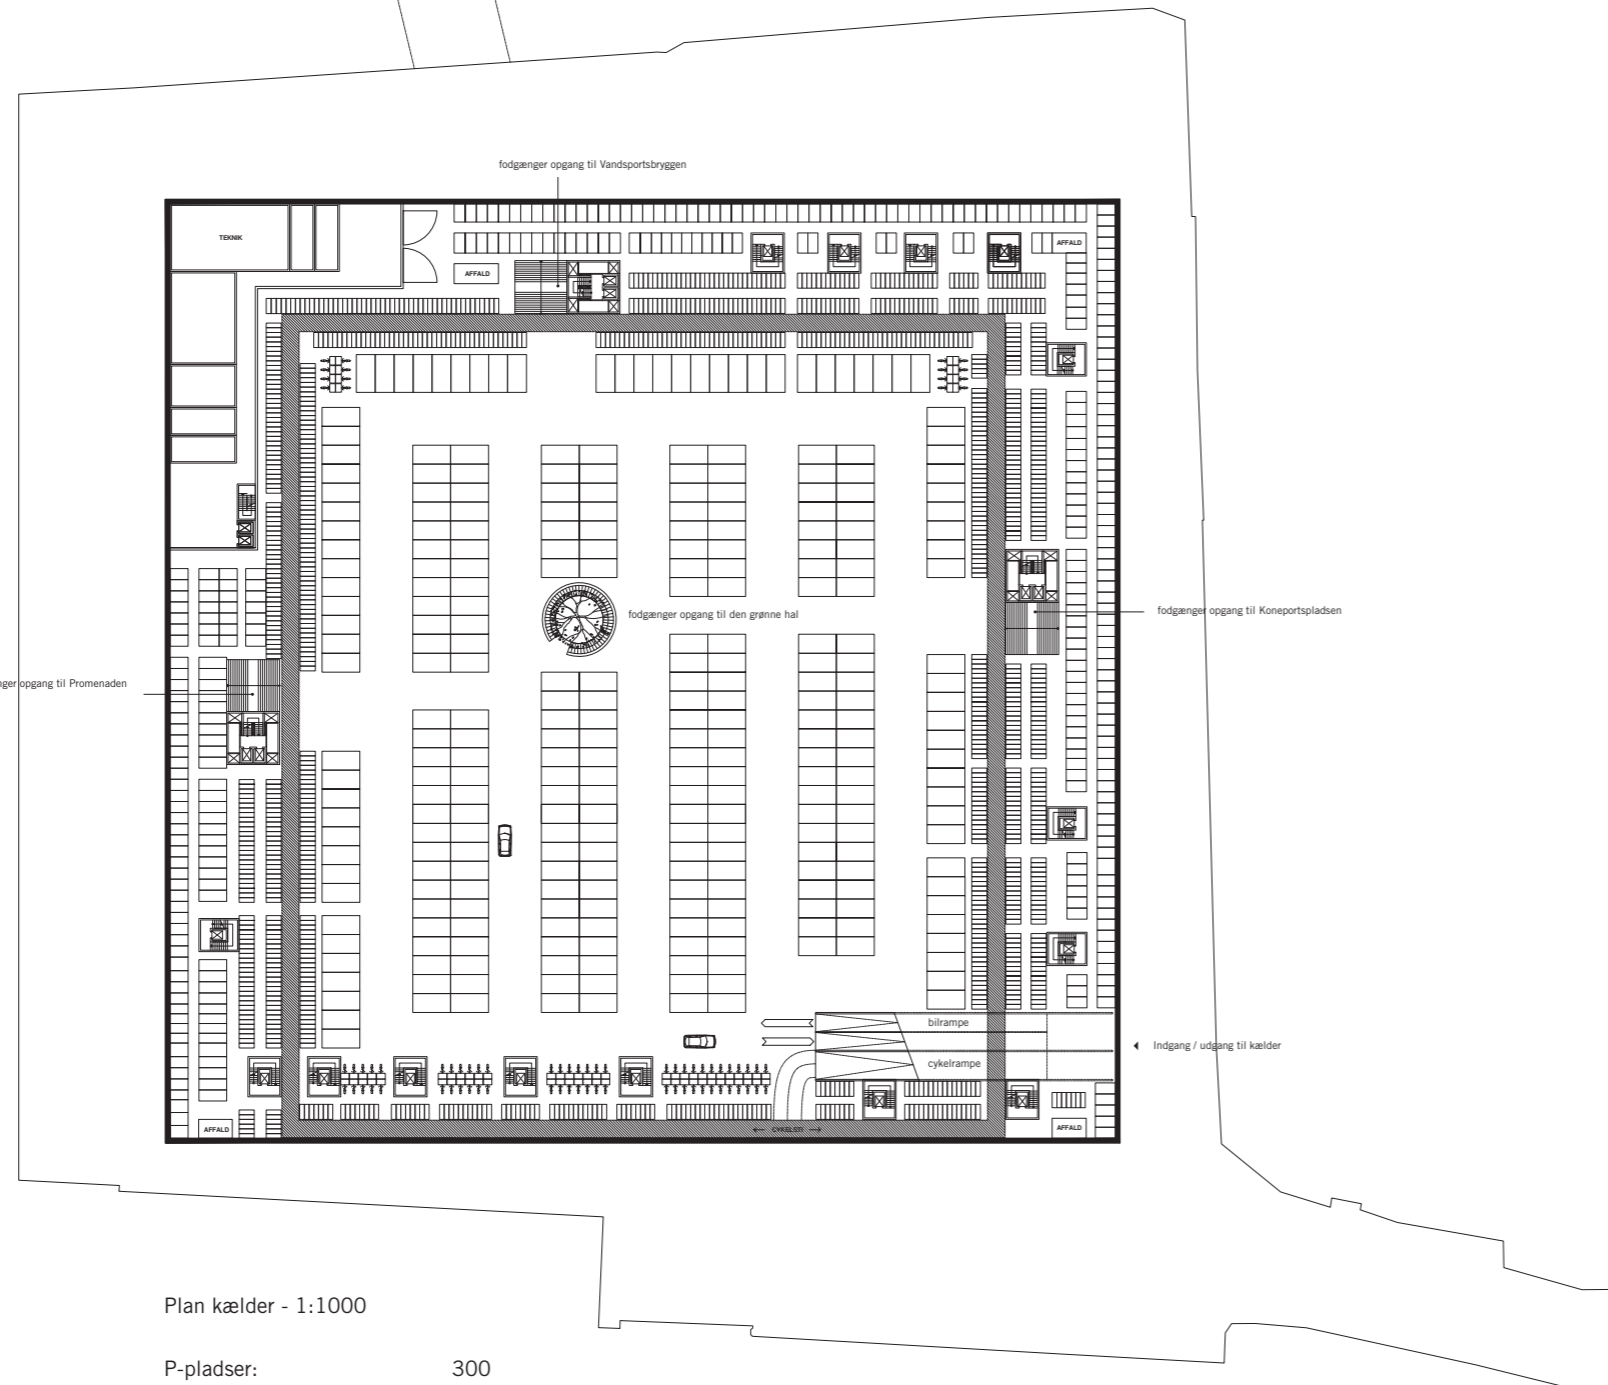 fodgænger opgang til Vandsportsbryggen
TEKNIK
AFFALD
AFFALD
fodgænger opgang til den grønne hal
fodgænger opgang til Koneportspladsen
opgang til Promenaden
bilrampe
Indgang / udgang til kælder
cykelrampe
AFFALD
CYKELSTI
AFFALD
Plan kælder - 1:1000
P-pladser: 300